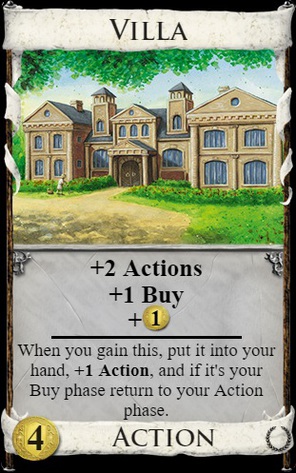 VILLA
+2 Actions
+1 Buy
+1
When you gain this, put it into your
hand, +1 Action, and if it's your
Buy phase return to your Action
phase.
4 ACTION